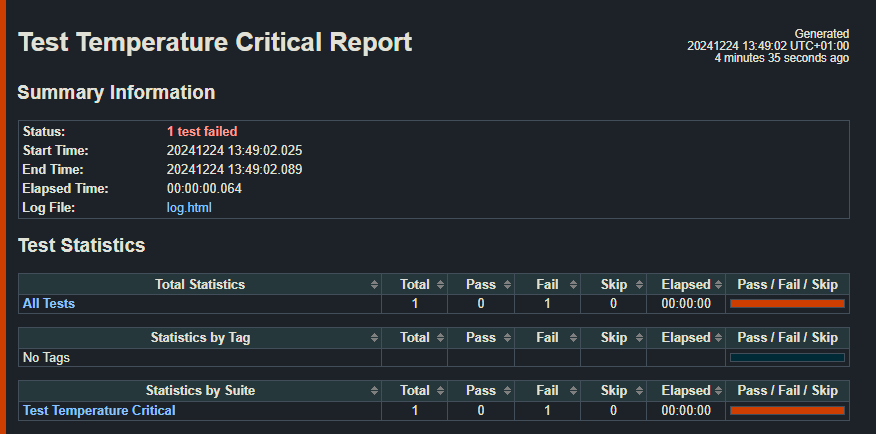 Test Temperature Critical Report
Generated
20241224 13:49:02 UTC+01:00
4 minutes 35 seconds ago
Summary Information
Status: 1 test failed
Start Time: 20241224 13:49:02.025
End Time: 20241224 13:49:02.089
Elapsed Time: 00:00:00.064
Log File: log.html
Test Statistics
Total Statistics Total Pass Fail Skip Elapsed Pass / Fail / Skip
All Tests 1 0 1 0 00:00:00
Statistics by Tag Total Pass Fail Skip Elapsed Pass / Fail / Skip
No Tags
Statistics by Suite Total Pass Fail Skip Elapsed Pass / Fail / Skip
Test Temperature Critical 1 0 1 0 00:00:00